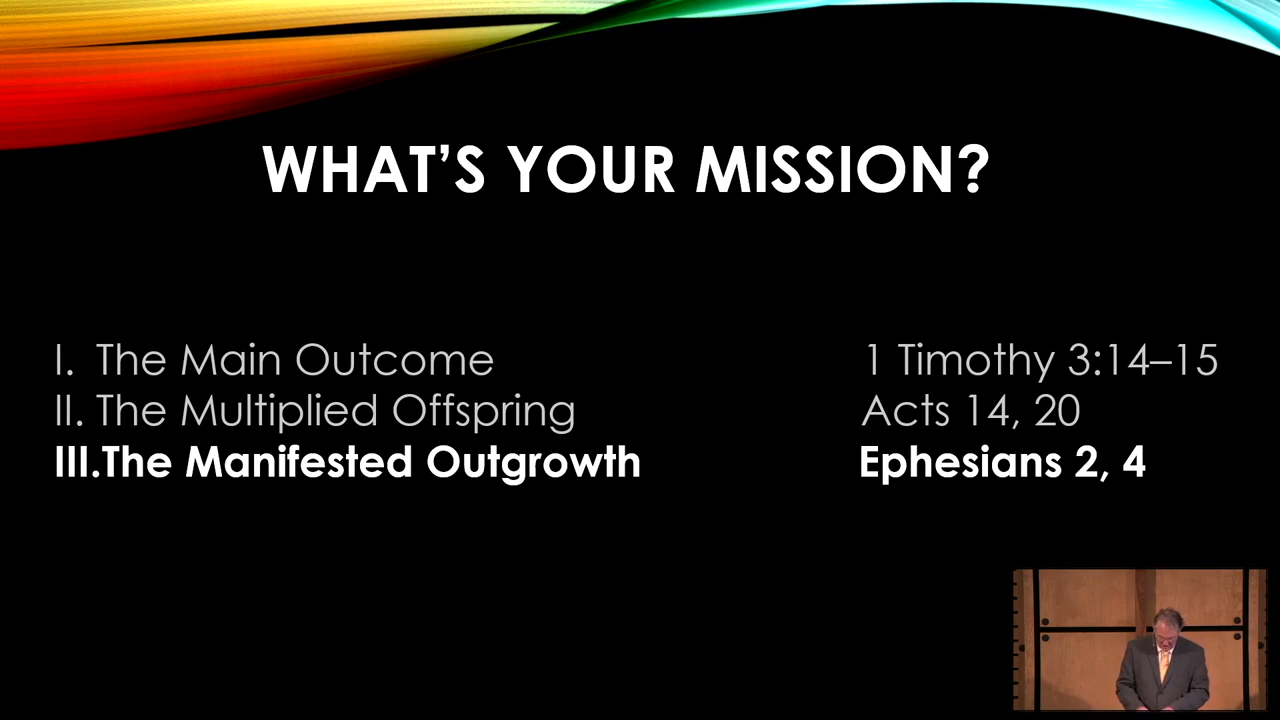 WHAT'S YOUR MISSION?
I. The Main Outcome 1 Timothy 3:14–15
II. The Multiplied Offspring Acts 14, 20
III.The Manifested Outgrowth Ephesians 2, 4